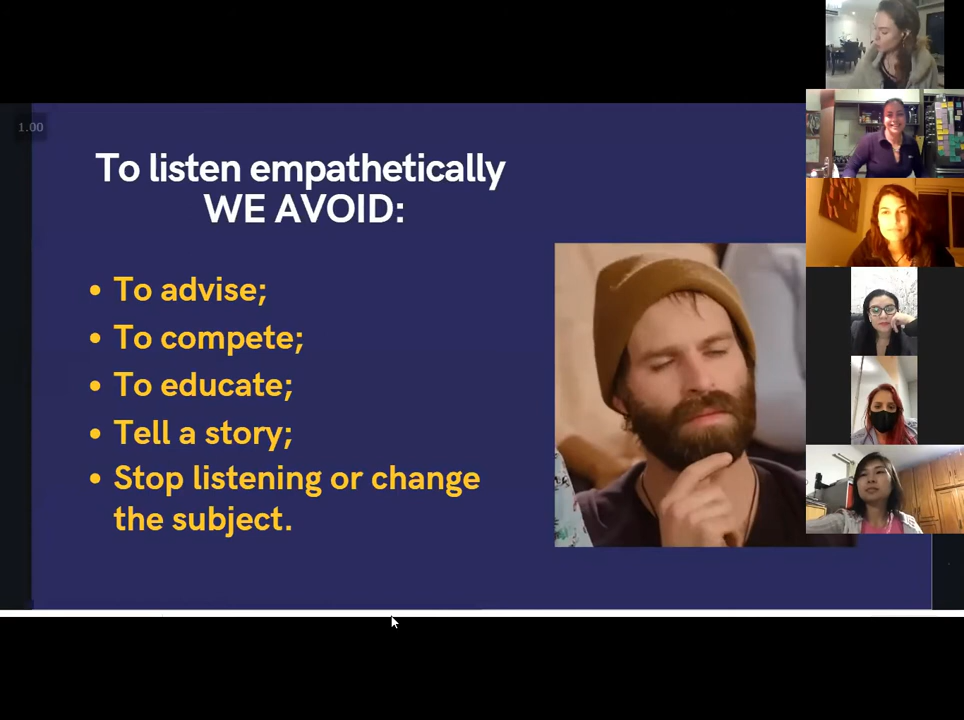 1.00
To listen empathetically
WE AVOID:
• To advise;
• To compete;
• To educate;
• Tell a story;
• Stop listening or change
the subject.